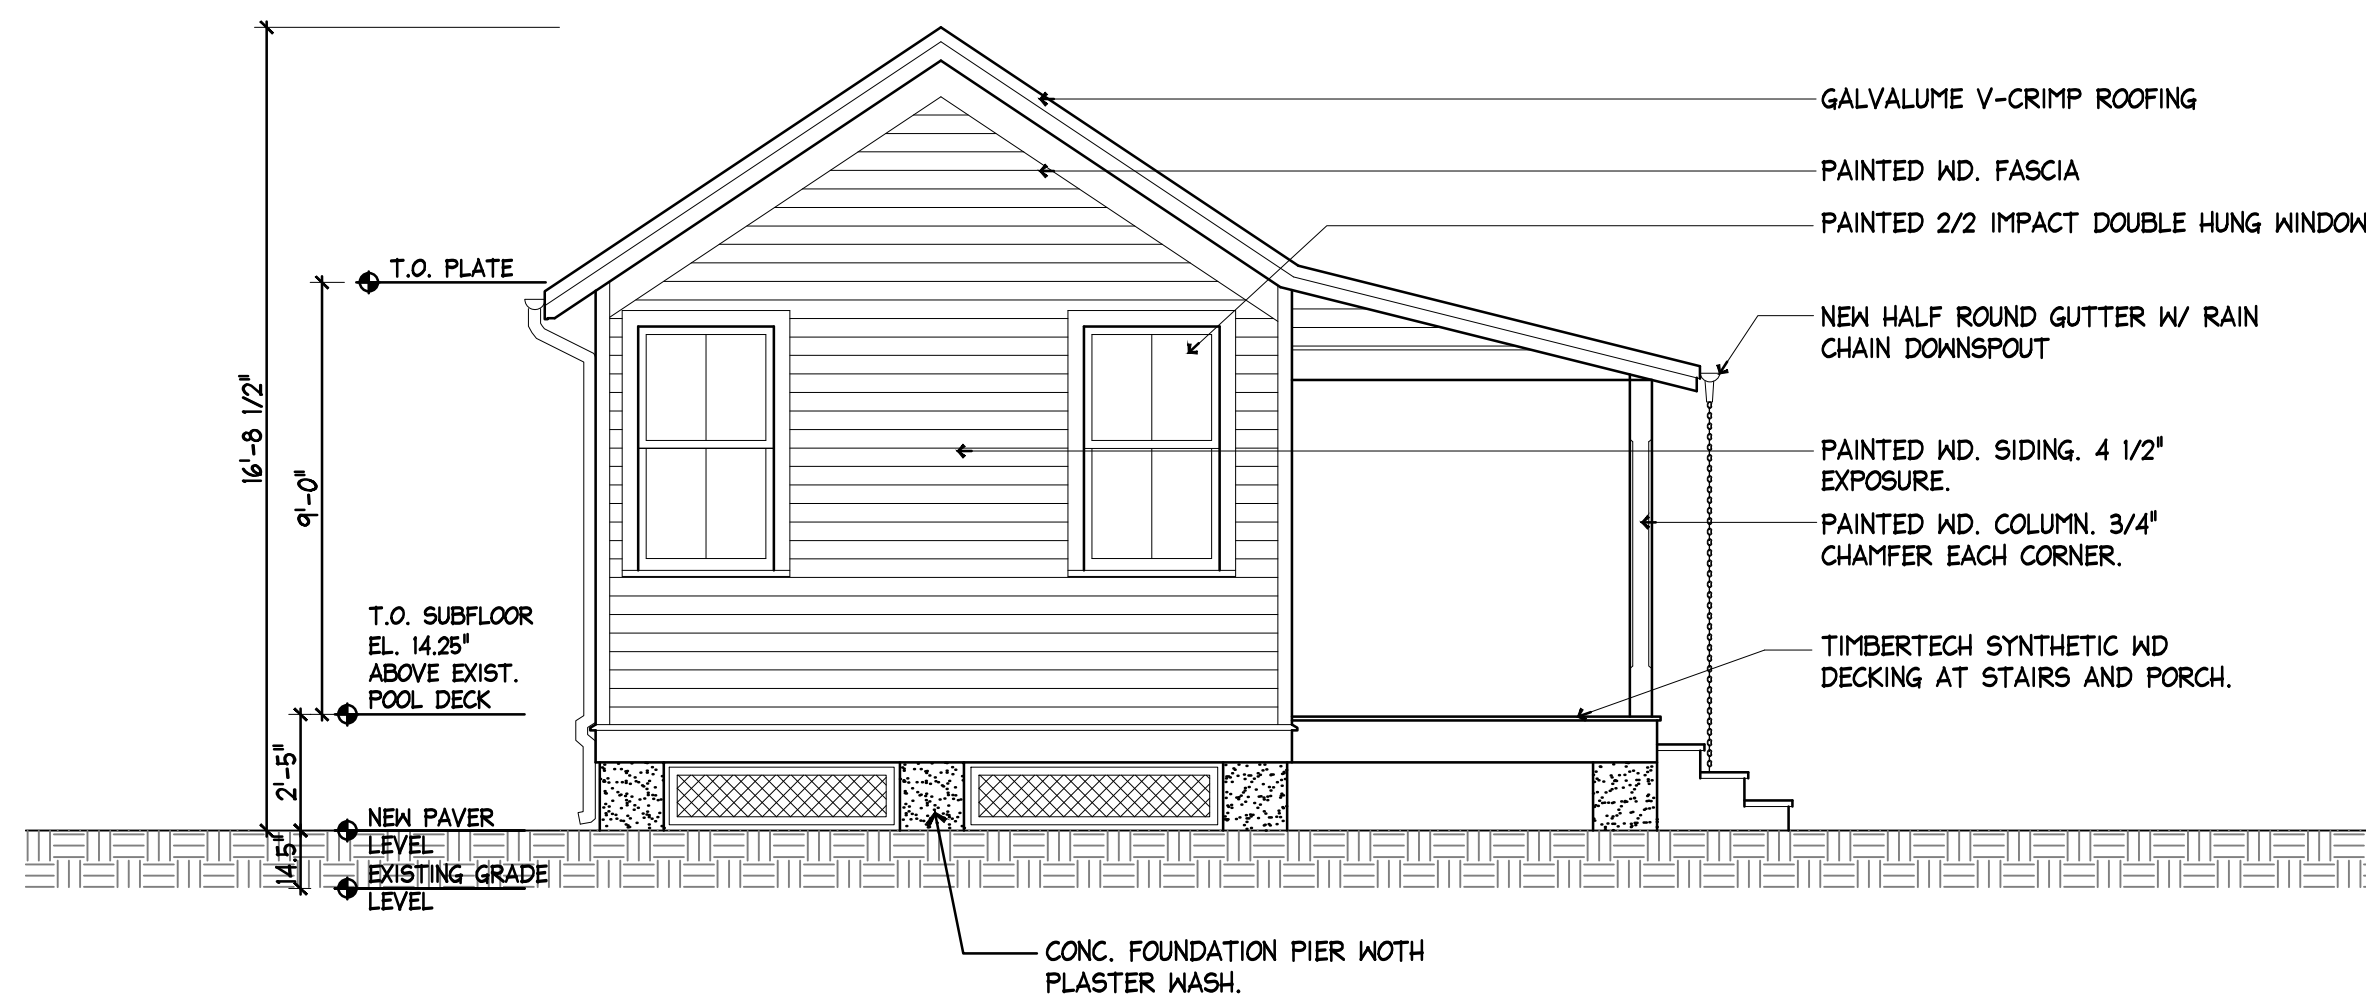 GALVALUME V-CRIMP ROOFING
PAINTED WD. FASCIA
PAINTED 2/2 IMPACT DOUBLE HUNG WINDOW
T.O. PLATE
NEW HALF ROUND GUTTER W/ RAIN
CHAIN DOWNSPOUT
16'-8 1/2"
9'-0"
PAINTED WD. SIDING. 4 1/2"
EXPOSURE.
PAINTED WD. COLUMN. 3/4"
CHAMFER EACH CORNER.
T.O. SUBFLOOR
EL. 14.25"
ABOVE EXIST.
POOL DECK
TIMBERTECH SYNTHETIC WD
DECKING AT STAIRS AND PORCH.
2'-5"
NEW PAVER
LEVEL
14.5"
EXISTING GRADE
LEVEL
CONC. FOUNDATION PIER WOTH
PLASTER WASH.